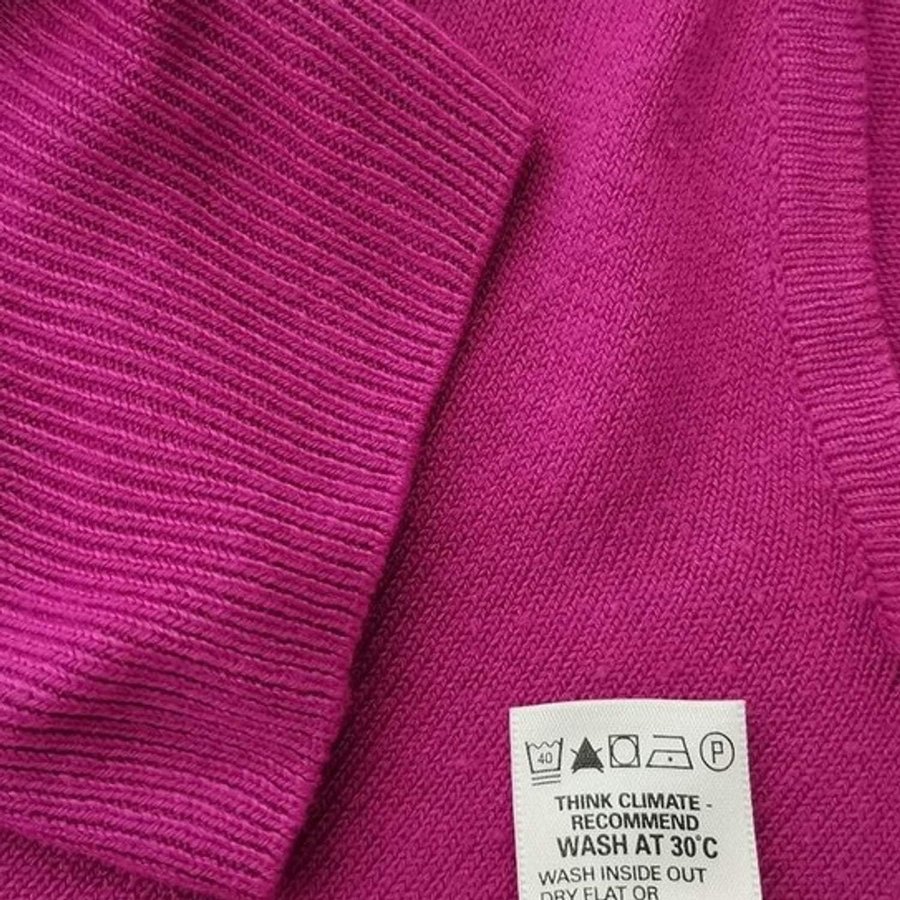 40 P
THINK CLIMATE -
RECOMMEND
WASH AT 30°C
WASH INSIDE OUT
DRY FLAT OR